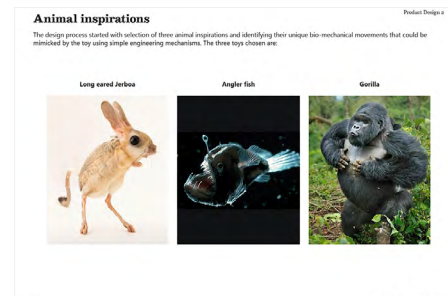 Product Design 2
Animal inspirations
The design process started with selection of three animal inspirations and identifying their unique bio-mechanical movements that could be
mimicked by the toy using simple engineering mechanisms. The three toys chosen are:
Long eared Jerboa
Angler fish
Gorilla